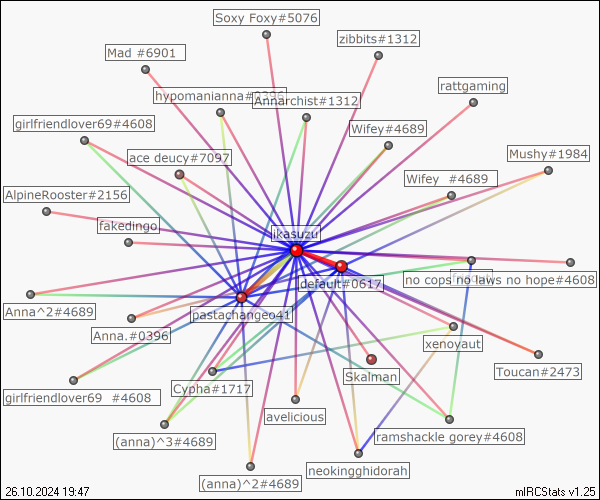 Soxy Foxy#5076
zibbits#1312
Mad #6901
rattgaming
hypomanianna#0396
Annarchist#1312
girlfriendlover69#4608
Wifey#4689
ace deucy#7097
Mushy#1984
Wifey #4689
AlpineRooster#2156
fakedingo
ikasuzu
no cops no laws no hope#4608
default#0617
Anna^2#4689
pastachangeo41
Anna.#0396
xenoyaut
Toucan#2473
Skalman
Cypha#1717
girlfriendlover69 #4608
lavelicious
ramshackle gorey#4608
(anna)^3#4689
neokingghidorah
(anna)^2#4689
26.10.2024 19:47
mIRCStats v1.25